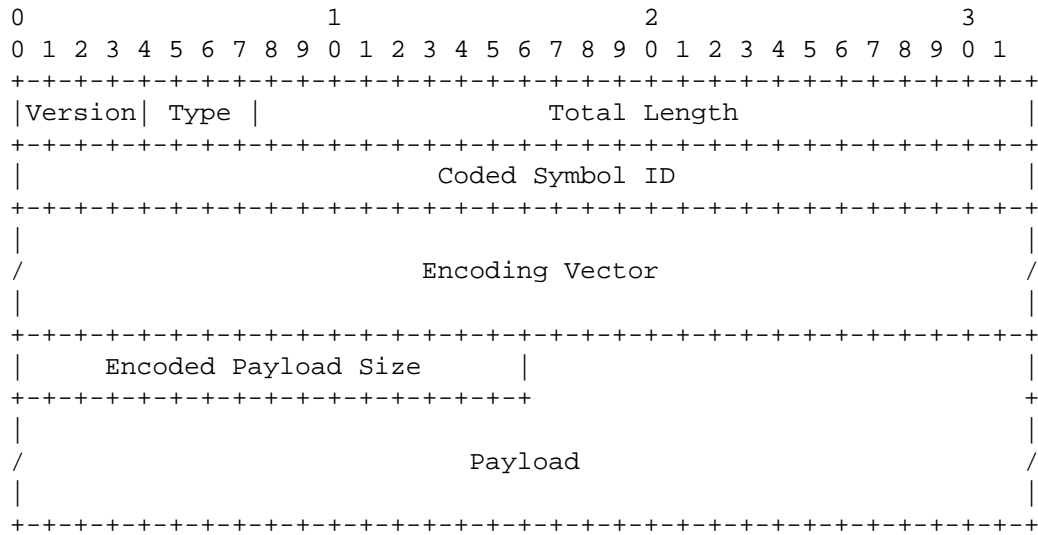 0                   1                   2                   3
0 1 2 3 4 5 6 7 8 9 0 1 2 3 4 5 6 7 8 9 0 1 2 3 4 5 6 7 8 9 0 1
+-+-+-+-+-+-+-+-+-+-+-+-+-+-+-+-+-+-+-+-+-+-+-+-+-+-+-+-+-+-+-+-+
|Version| Type |                  Total Length                  |
+-+-+-+-+-+-+-+-+-+-+-+-+-+-+-+-+-+-+-+-+-+-+-+-+-+-+-+-+-+-+-+-+
|                          Coded Symbol ID                      |
+-+-+-+-+-+-+-+-+-+-+-+-+-+-+-+-+-+-+-+-+-+-+-+-+-+-+-+-+-+-+-+-+
|                                                               |
/                         Encoding Vector                       /
|                                                               |
+-+-+-+-+-+-+-+-+-+-+-+-+-+-+-+-+-+-+-+-+-+-+-+-+-+-+-+-+-+-+-+-+
|     Encoded Payload Size      |                               |
+-+-+-+-+-+-+-+-+-+-+-+-+-+-+-+-+                               +
|                                                               |
/                            Payload                            /
|                                                               |
+-+-+-+-+-+-+-+-+-+-+-+-+-+-+-+-+-+-+-+-+-+-+-+-+-+-+-+-+-+-+-+-+